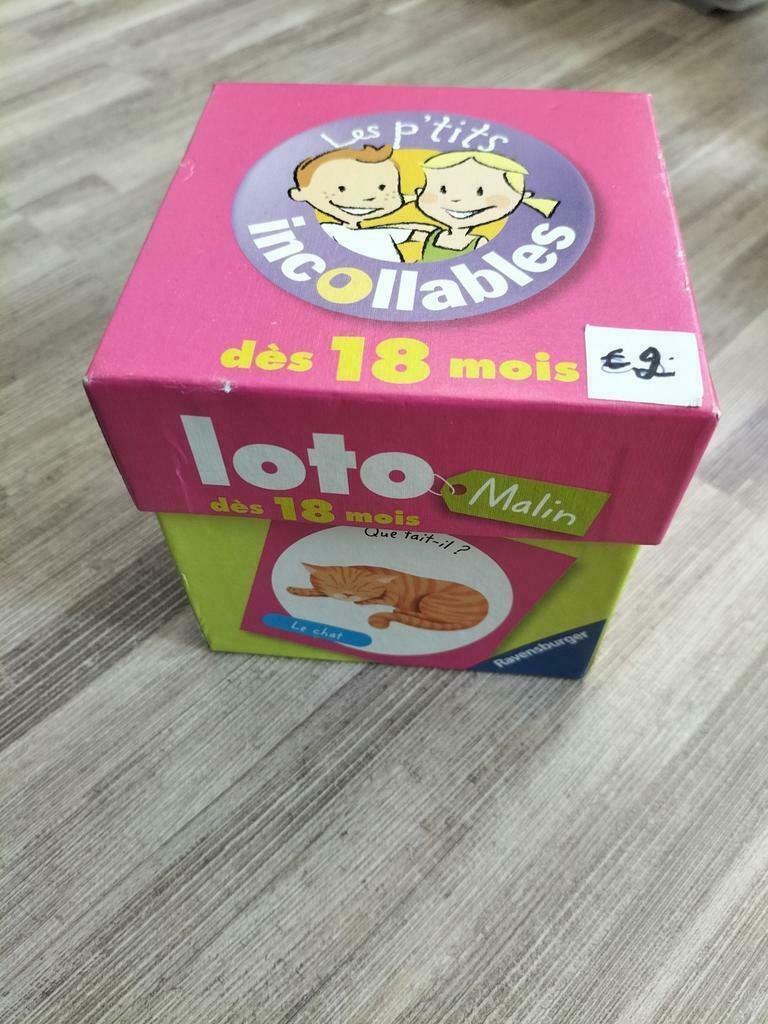 Les p'tits
incollables
dès 18 mois
€ 2.-
loto Malin
dès 18 mois
Que fait-il ?
Le chat
Ravensburger